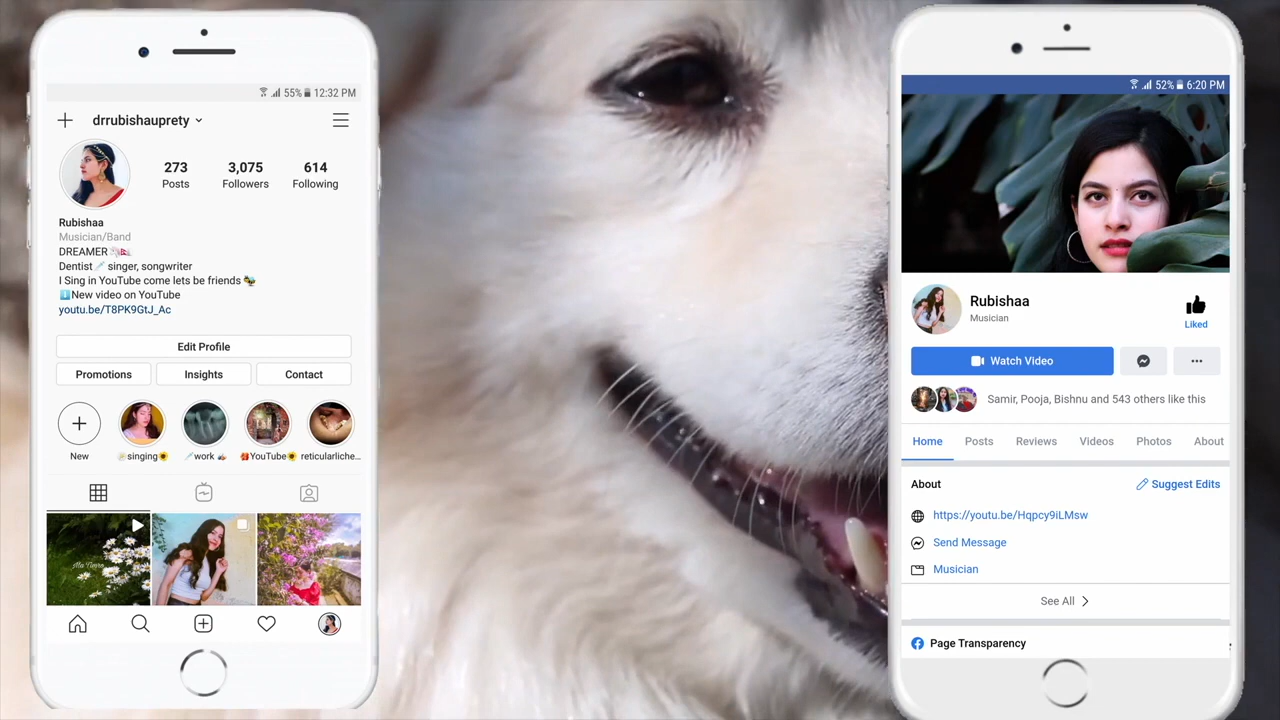 55% 12:32 PM
drrubishauprety
273 3,075 614
Posts Followers Following
Rubishaa
Musician/Band
DREAMER
Dentist singer, songwriter
I Sing in YouTube come lets be friends
New video on YouTube
youtu.be/T8PK9GtJ_Ac
Edit Profile
Promotions Insights Contact
New singing work YouTube reticularliche...
52% 6:20 PM
Rubishaa
Musician
Liked
Watch Video
Samir, Pooja, Bishnu and 543 others like this
Home Posts Reviews Videos Photos About
About Suggest Edits
https://youtu.be/Hqpcy9iLMsw
Send Message
Musician
See All
Page Transparency